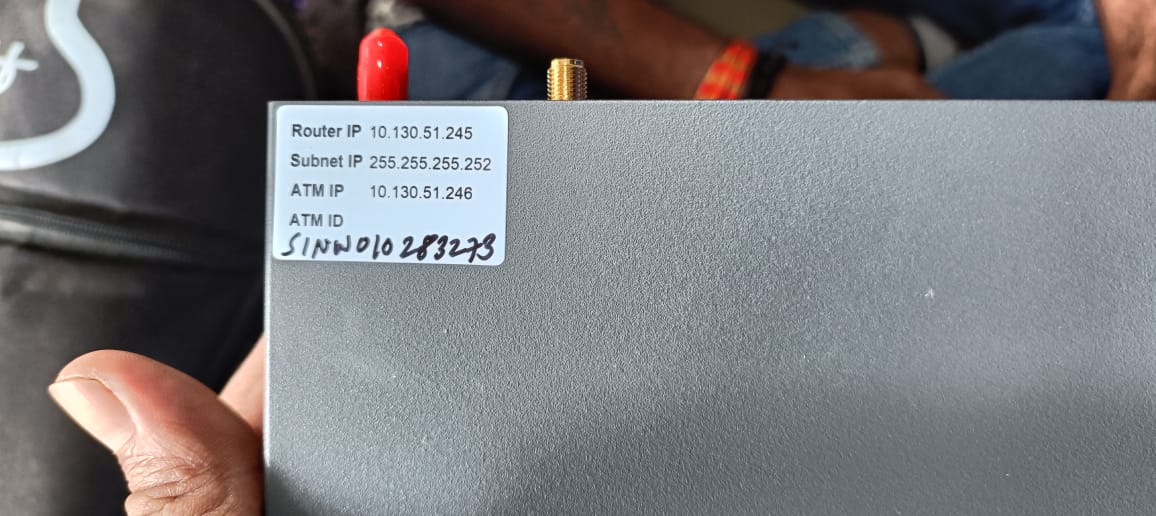 Router IP 10.130.51.245
Subnet IP 255.255.255.252
ATM IP 10.130.51.246
ATM ID
S1NW010283273